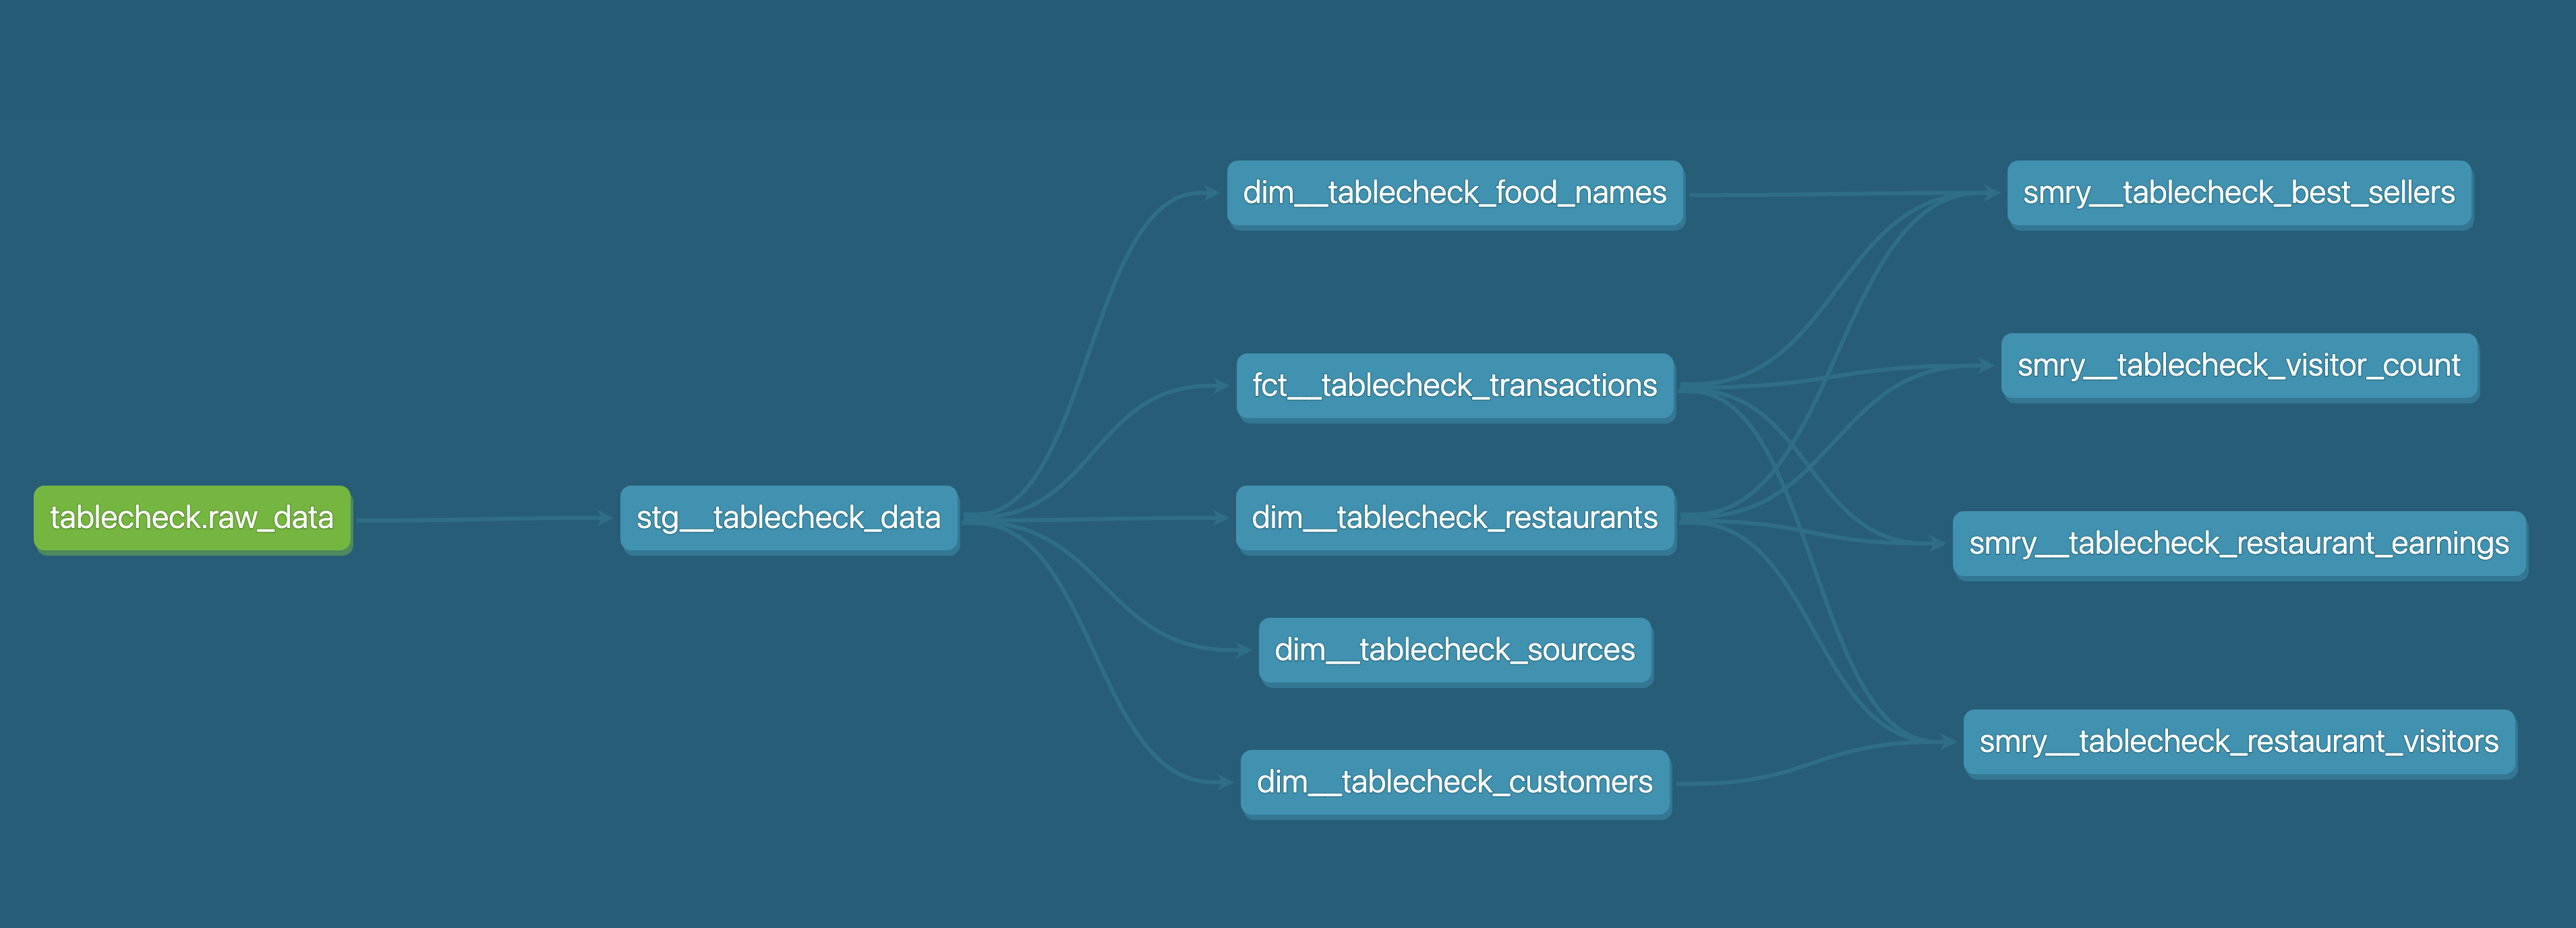 tablecheck.raw_data
stg__tablecheck_data
dim__tablecheck_food_names
fct__tablecheck_transactions
dim__tablecheck_restaurants
dim__tablecheck_sources
dim__tablecheck_customers
smry__tablecheck_best_sellers
smry__tablecheck_visitor_count
smry__tablecheck_restaurant_earnings
smry__tablecheck_restaurant_visitors